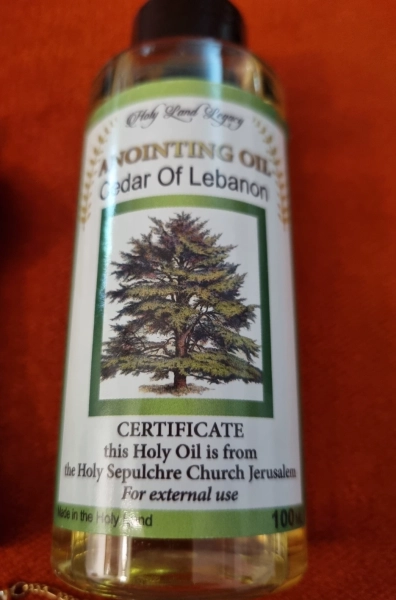 Holy Land Legacy
ANOINTING OIL
Cedar Of Lebanon
CERTIFICATE
this Holy Oil is from
the Holy Sepulchre Church Jerusalem
For external use
Made in the Holy Land
100